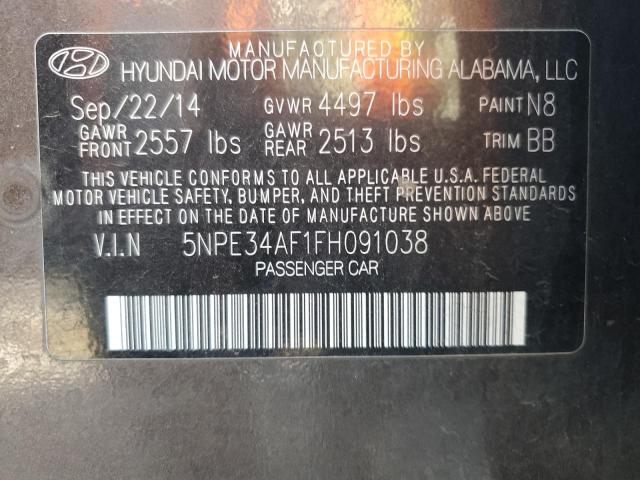 MANUFACTURED BY
HYUNDAI MOTOR MANUFACTURING ALABAMA, LLC
Sep/22/14 GVWR 4497 lbs PAINT N8
GAWR FRONT 2557 lbs GAWR REAR 2513 lbs TRIM BB
THIS VEHICLE CONFORMS TO ALL APPLICABLE U.S.A. FEDERAL
MOTOR VEHICLE SAFETY, BUMPER, AND THEFT PREVENTION STANDARDS
IN EFFECT ON THE DATE OF MANUFACTURE SHOWN ABOVE
V.I.N 5NPE34AF1FH091038
PASSENGER CAR